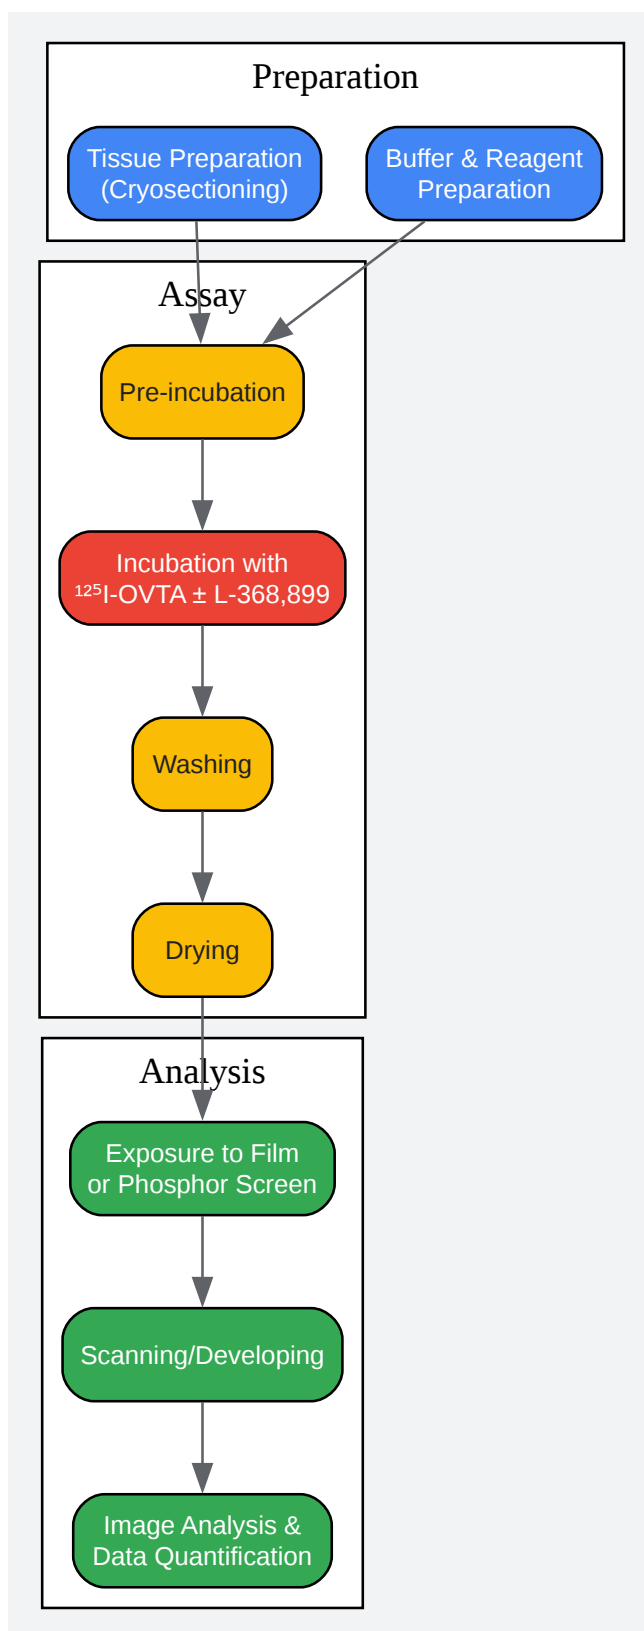 Preparation
Tissue Preparation
(Cryosectioning)
Buffer & Reagent
Preparation
Assay
Pre-incubation
Incubation with
¹²⁵I-OVTA ± L-368,899
Washing
Drying
Analysis
Exposure to Film
or Phosphor Screen
Scanning/Developing
Image Analysis &
Data Quantification